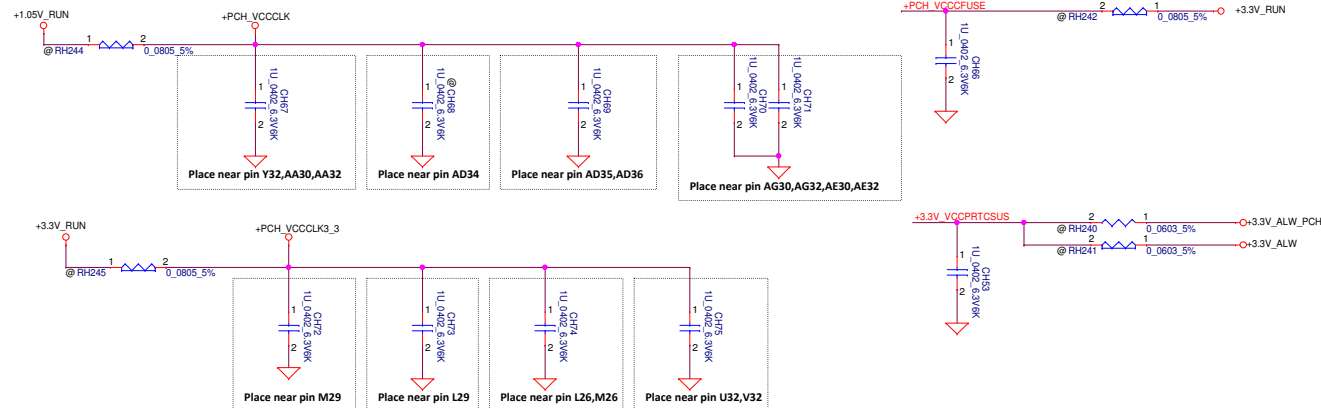 +1.05V_RUN
+PCH_VCCCLK
@ RH244
1
2
0_0805_5%
1
2
CH67
1U_0402_6.3V6K
Place near pin Y32,AA30,AA32
1
2
@CH68
1U_0402_6.3V6K
Place near pin AD34
1
2
CH69
1U_0402_6.3V6K
Place near pin AD35,AD36
1
2
CH70
1U_0402_6.3V6K
1
2
CH71
1U_0402_6.3V6K
Place near pin AG30,AG32,AE30,AE32
+PCH_VCCCFUSE
2
1
@ RH242
0_0805_5%
+3.3V_RUN
1
2
CH66
1U_0402_6.3V6K
+3.3V_RUN
+PCH_VCCCLK3_3
@ RH245
1
2
0_0805_5%
1
2
CH72
1U_0402_6.3V6K
Place near pin M29
1
2
CH73
1U_0402_6.3V6K
Place near pin L29
1
2
CH74
1U_0402_6.3V6K
Place near pin L26,M26
1
2
CH75
1U_0402_6.3V6K
Place near pin U32,V32
+3.3V_VCCPRTCSUS
2
1
@ RH240
0_0603_5%
+3.3V_ALW_PCH
2
1
@ RH241
0_0603_5%
+3.3V_ALW
1
2
CH53
1U_0402_6.3V6K